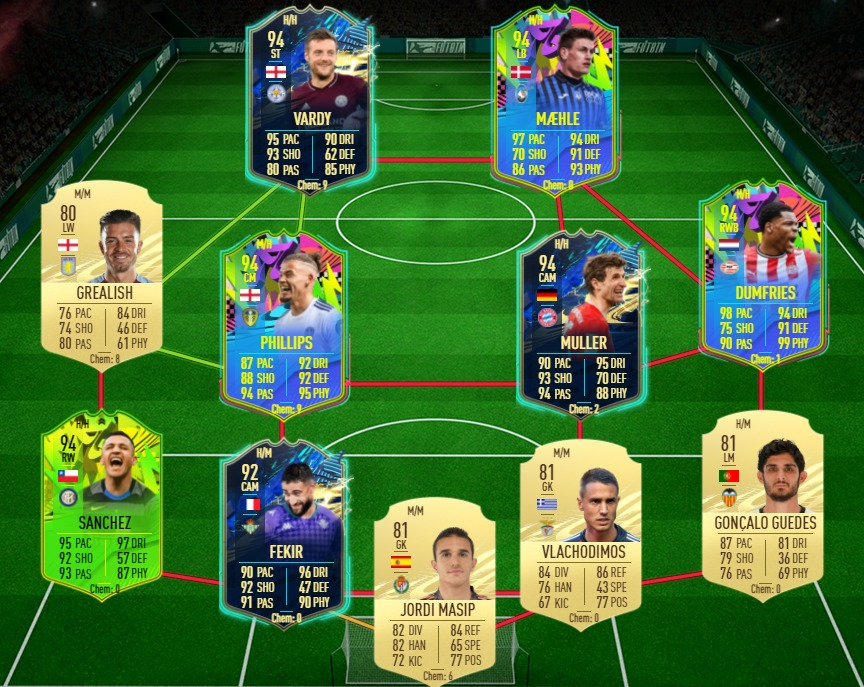 H/H
94
ST
VARDY
95 PAC 90 DRI
93 SHO 62 DEF
80 PAS 85 PHY
Chem: 9
H/H
94
LB
MÆHLE
97 PAC 94 DRI
70 SHO 91 DEF
86 PAS 93 PHY
Chem: 0
M/M
80
LW
GREALISH
76 PAC 84 DRI
74 SHO 46 DEF
80 PAS 61 PHY
Chem: 8
M/H
94
CM
PHILLIPS
87 PAC 92 DRI
88 SHO 92 DEF
94 PAS 95 PHY
Chem: 9
H/H
94
CAM
MULLER
90 PAC 95 DRI
93 SHO 70 DEF
94 PAS 88 PHY
Chem: 2
H/H
94
RWB
DUMFRIES
98 PAC 94 DRI
75 SHO 91 DEF
90 PAS 99 PHY
Chem: 1
H/H
94
RW
SANCHEZ
95 PAC 97 DRI
92 SHO 57 DEF
93 PAS 87 PHY
Chem: 0
H/M
92
CAM
FEKIR
90 PAC 96 DRI
92 SHO 47 DEF
91 PAS 90 PHY
Chem: 0
M/M
81
GK
JORDI MASIP
82 DIV 84 REF
82 HAN 65 SPE
72 KIC 77 POS
Chem: 6
M/M
81
GK
VLACHODIMOS
84 DIV 86 REF
76 HAN 43 SPE
67 KIC 77 POS
Chem: 0
H/M
81
LM
GONÇALO GUEDES
87 PAC 81 DRI
79 SHO 36 DEF
76 PAS 69 PHY
Chem: 0
FUTBIN